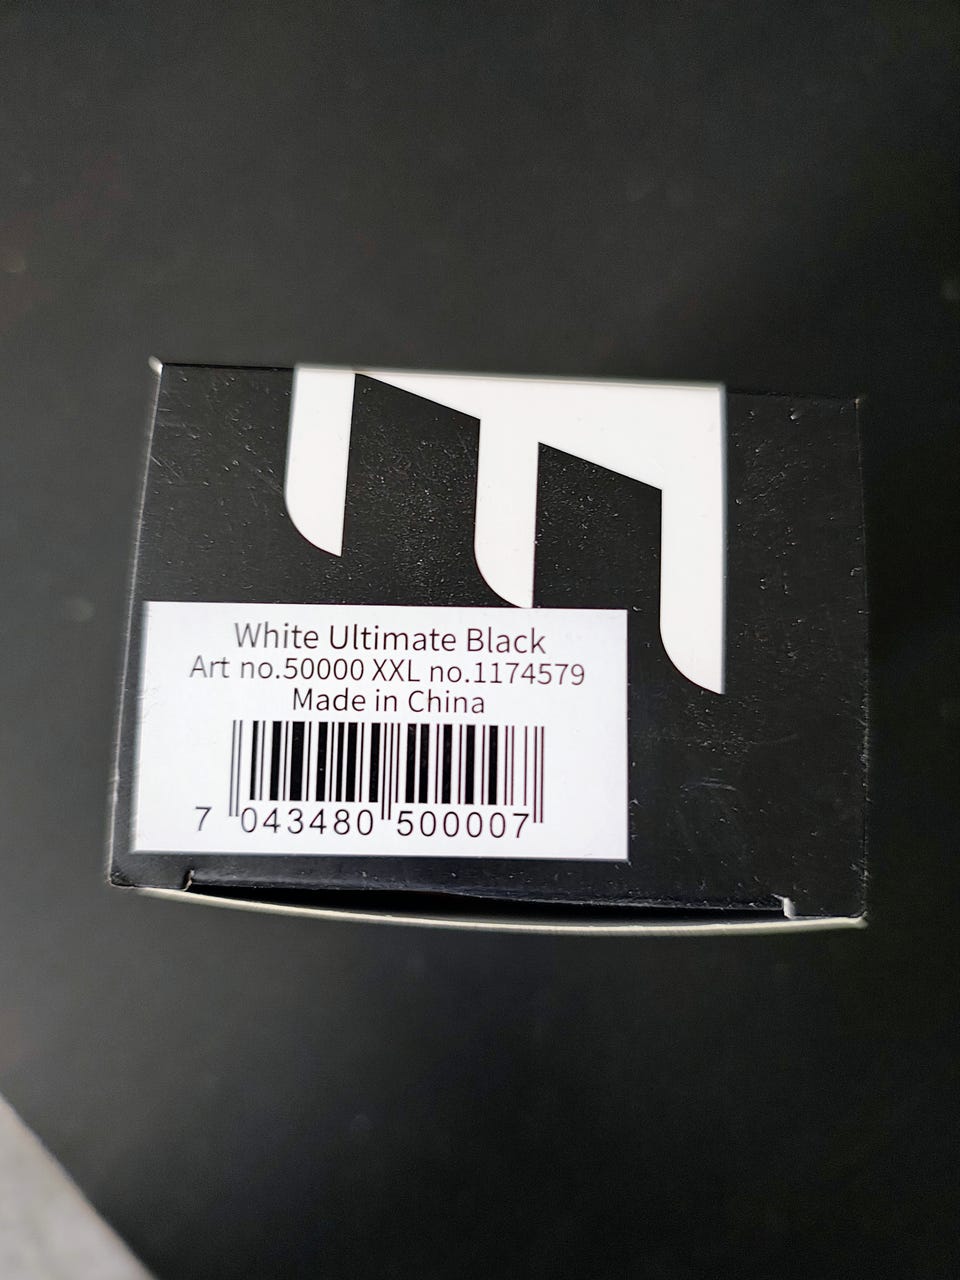 White Ultimate Black
Art no.50000 XXL no.1174579
Made in China
7 043480 500007